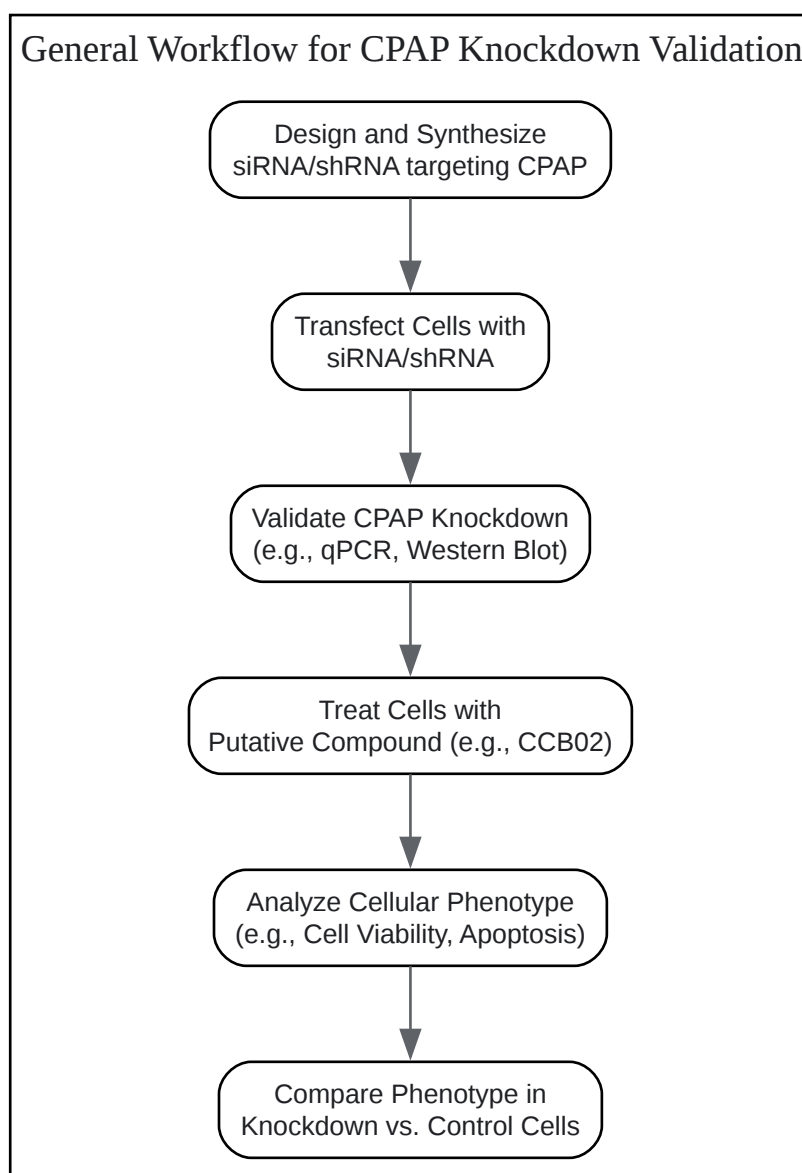 General Workflow for CPAP Knockdown Validation
Design and Synthesize
siRNA/shRNA targeting CPAP
Transfect Cells with
siRNA/shRNA
Validate CPAP Knockdown
(e.g., qPCR, Western Blot)
Treat Cells with
Putative Compound (e.g., CCB02)
Analyze Cellular Phenotype
(e.g., Cell Viability, Apoptosis)
Compare Phenotype in
Knockdown vs. Control Cells